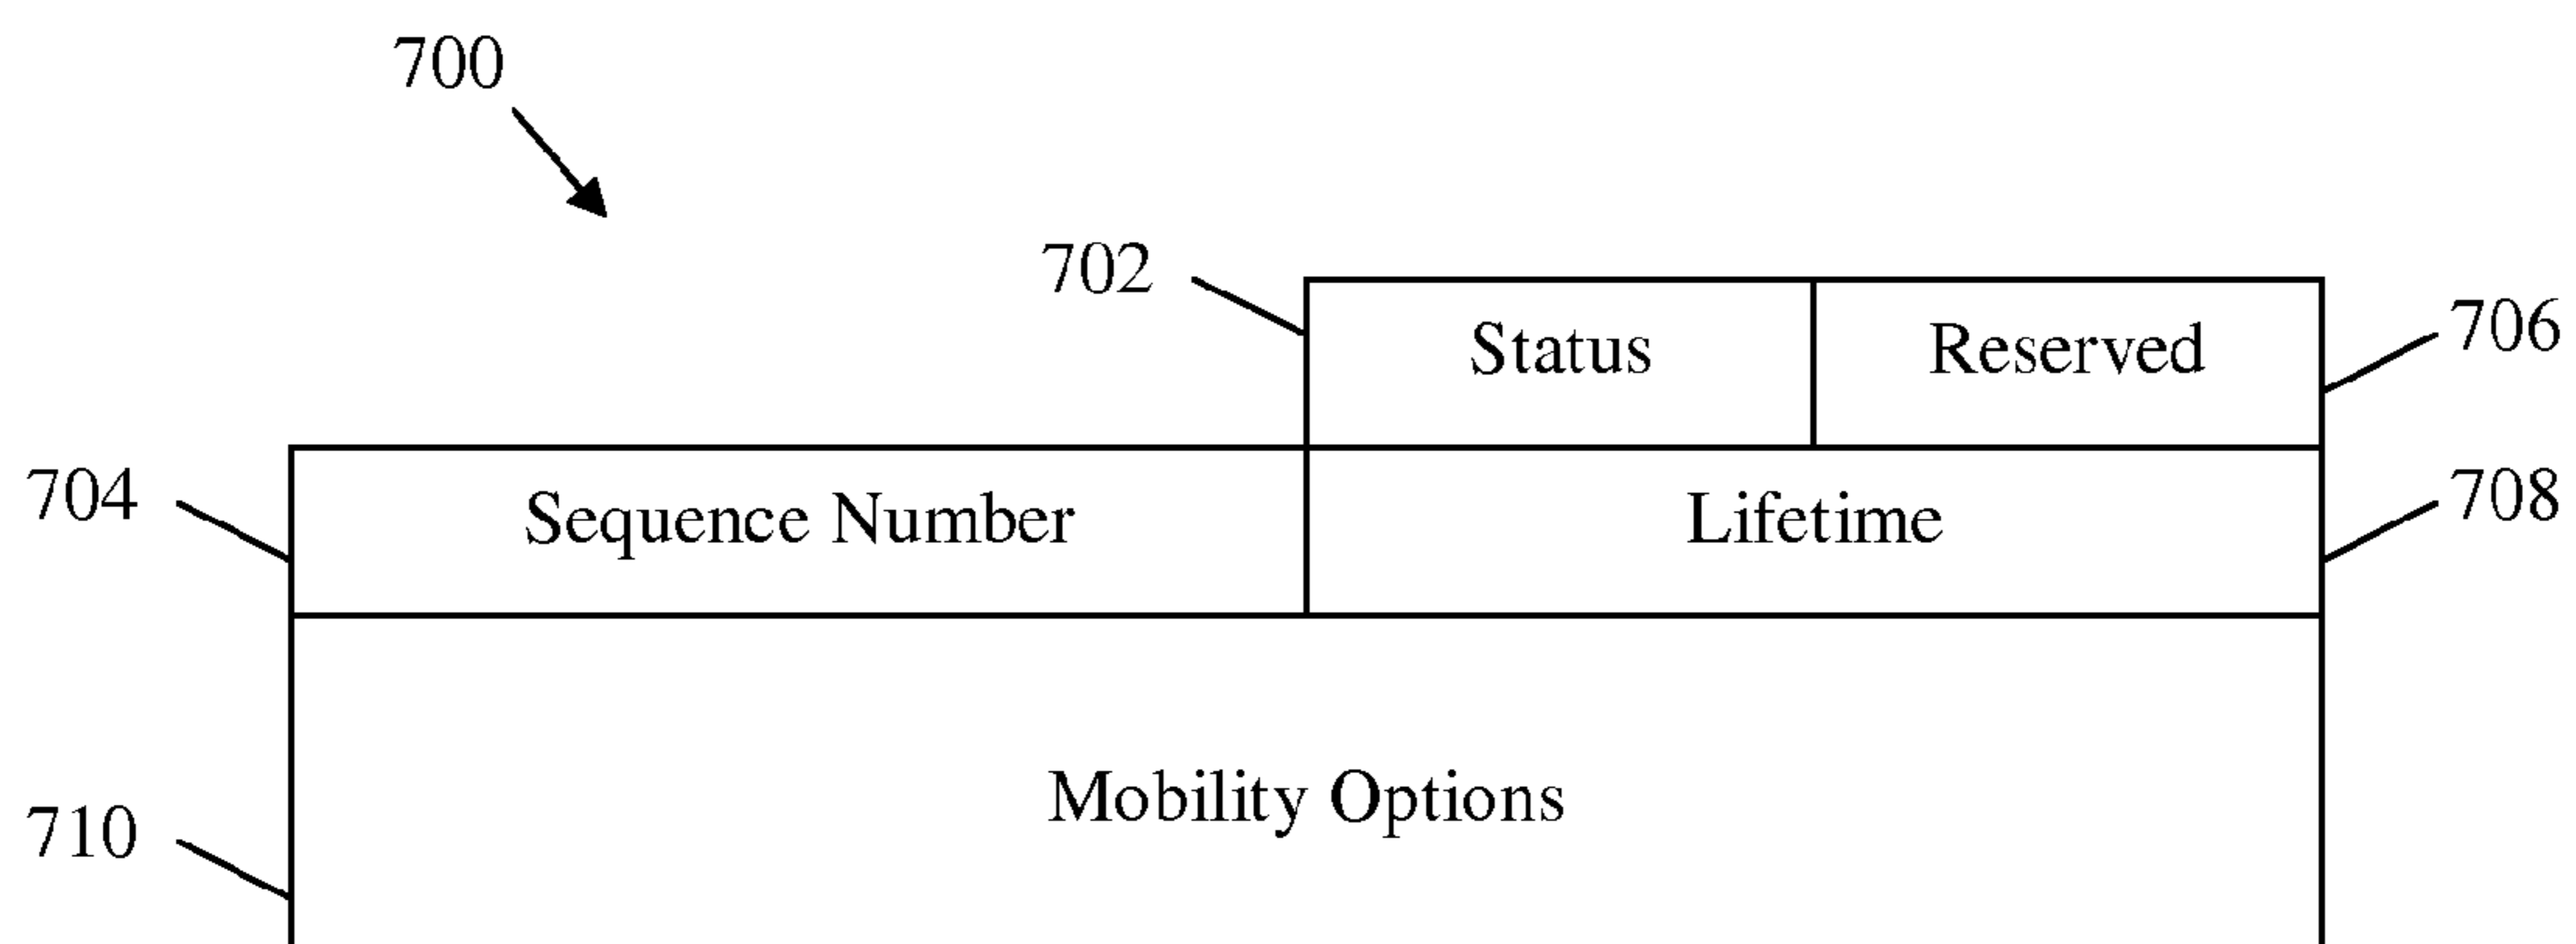 700
702 Status Reserved 706
704 Sequence Number Lifetime 708
Mobility Options
710